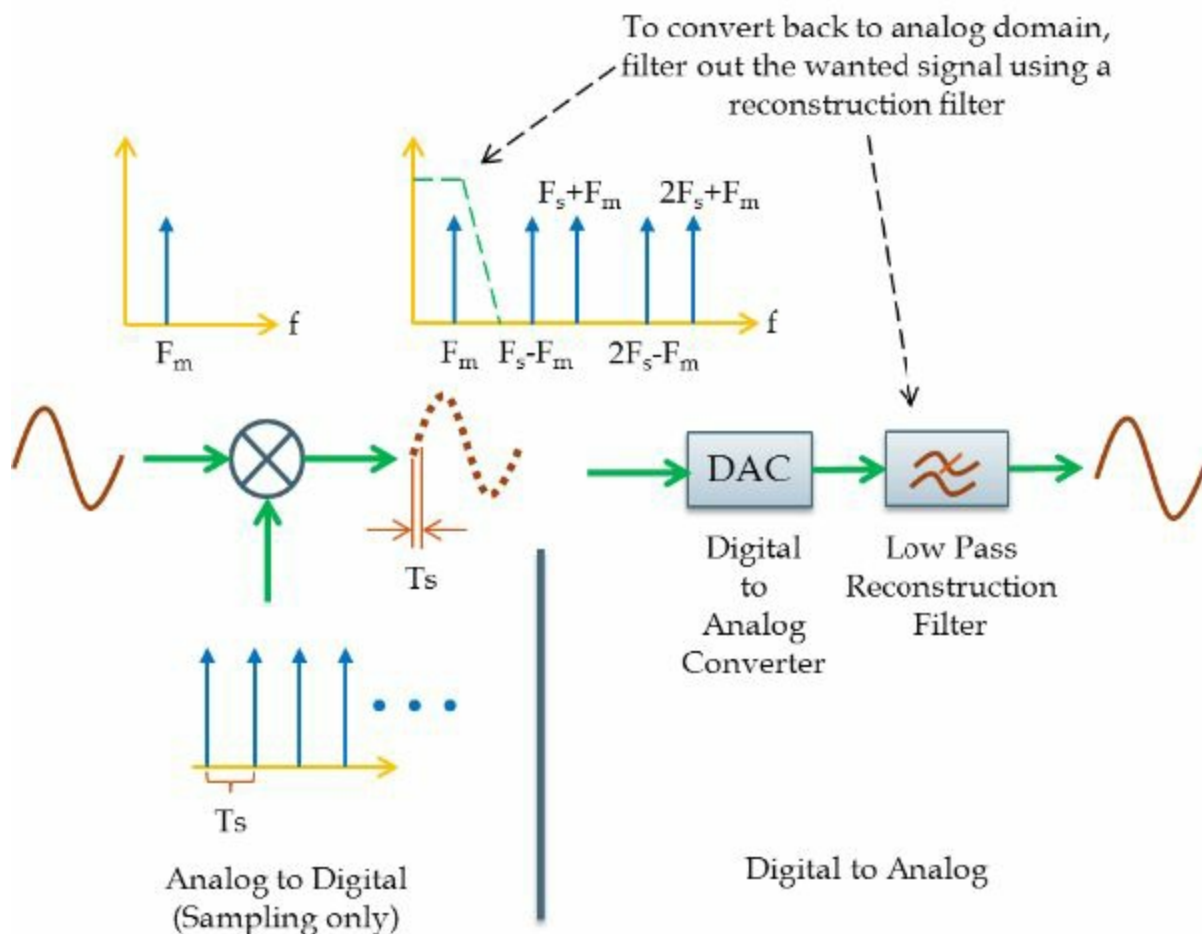 To convert back to analog domain,
filter out the wanted signal using a
reconstruction filter
Fs+Fm 2Fs+Fm
f
f
Fm
Fm Fs-Fm 2Fs-Fm
DAC
Ts
Digital
to
Analog
Converter
Low Pass
Reconstruction
Filter
Ts
Analog to Digital
(Sampling only)
Digital to Analog